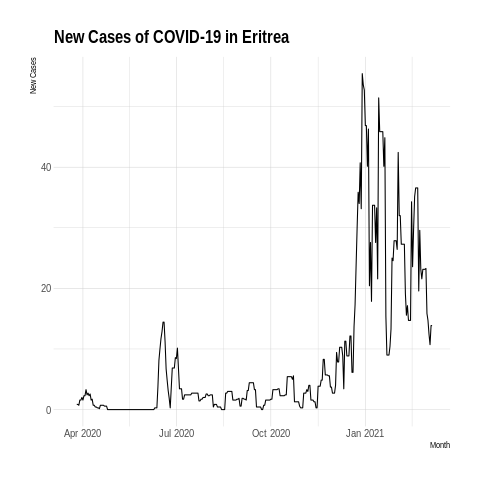 New Cases of COVID-19 in Eritrea
New Cases
40
20
0
Apr 2020
Jul 2020
Oct 2020
Jan 2021
Month